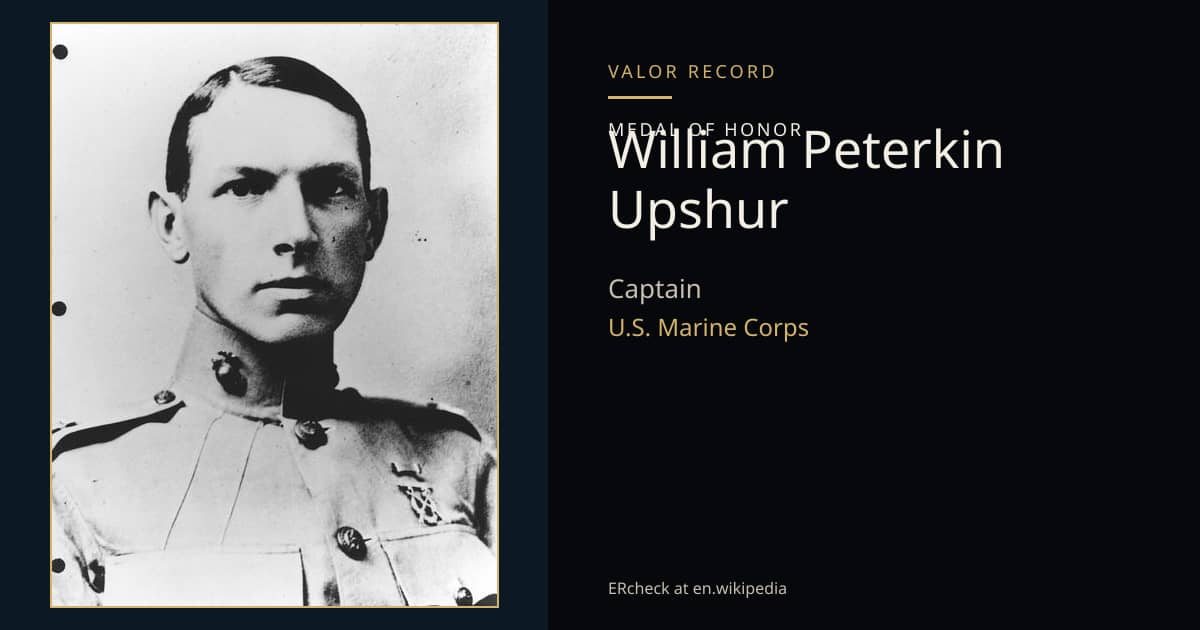 VALOR RECORD
MEDAL OF HONOR
William Peterkin
Upshur
Captain
U.S. Marine Corps
ERcheck at en.wikipedia